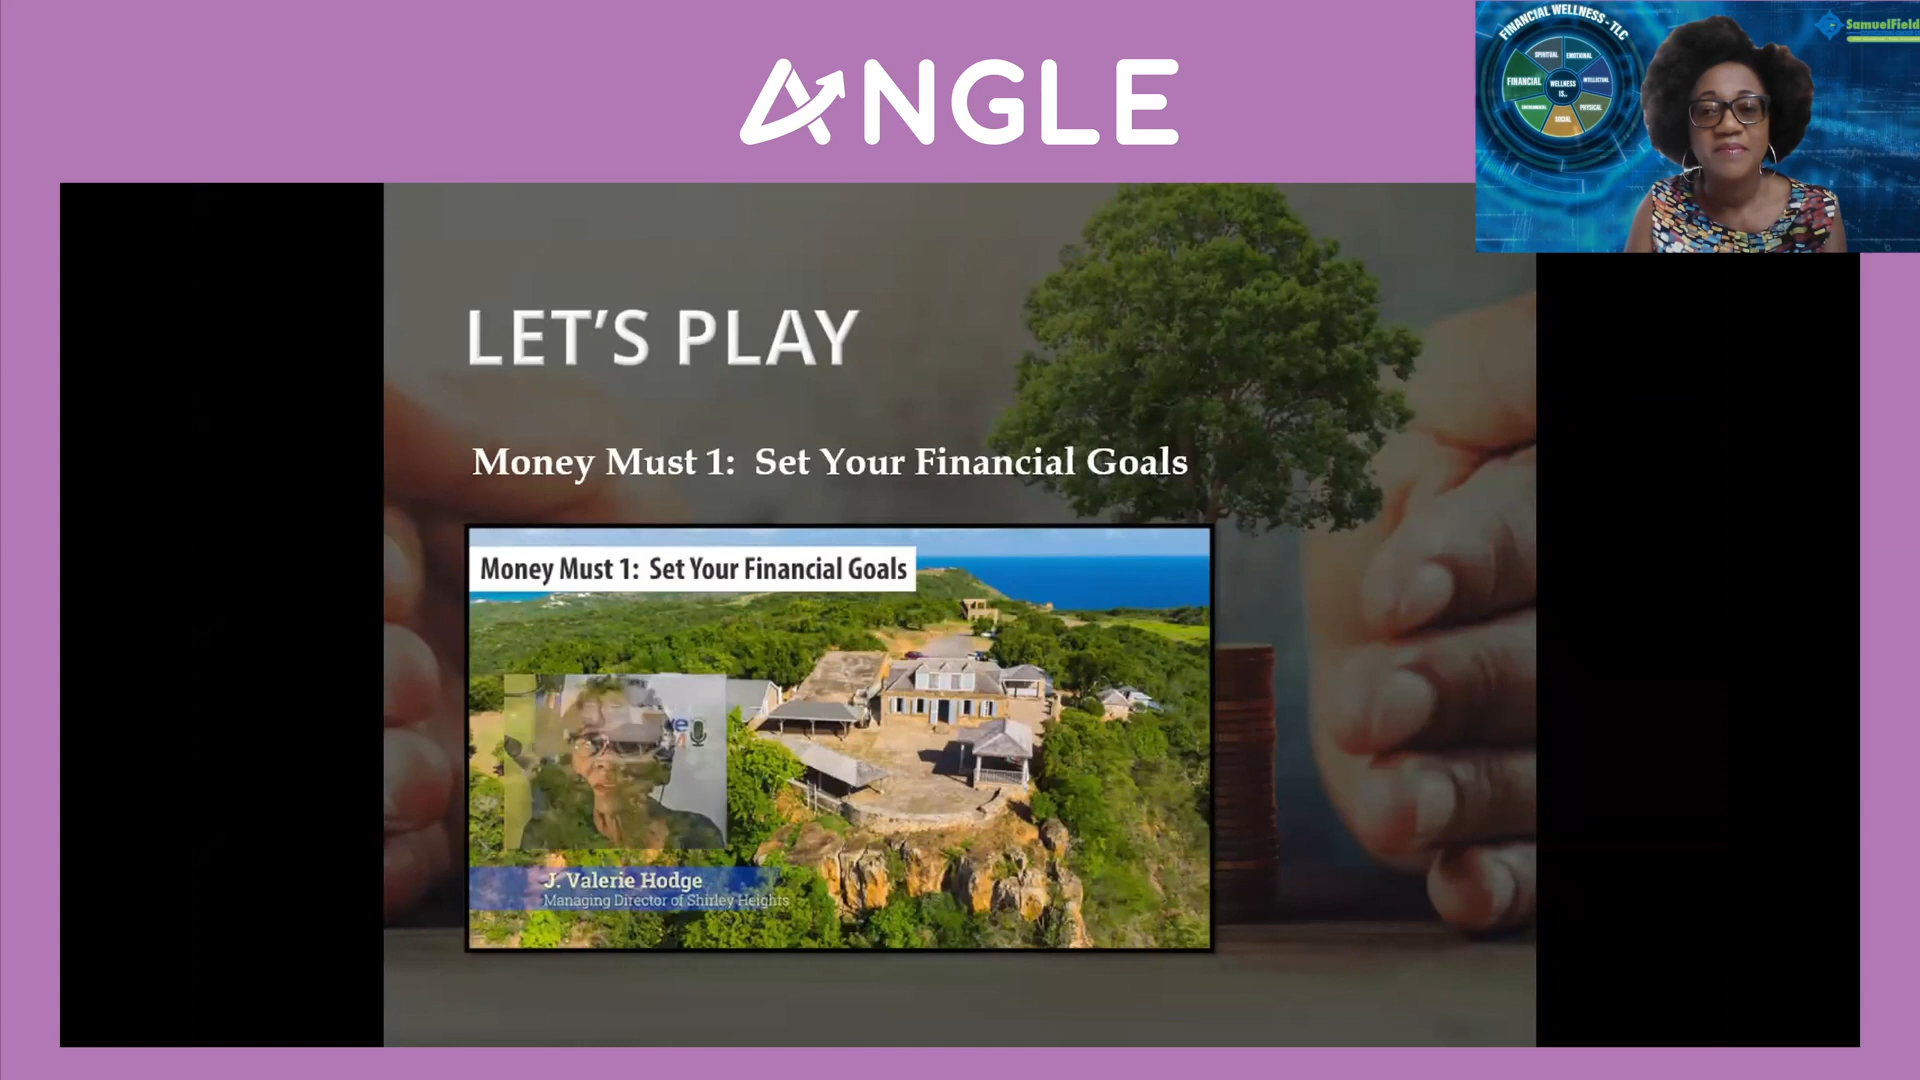 ANGLE
FINANCIAL WELLNESS - TLC
SPIRITUAL
EMOTIONAL
FINANCIAL
INTELLECTUAL
WELLNESS
IS..
ENVIRONMENTAL
PHYSICAL
SOCIAL
SamuelField
LET'S PLAY
Money Must 1: Set Your Financial Goals
Money Must 1: Set Your Financial Goals
J. Valerie Hodge
Managing Director of Shirley Heights